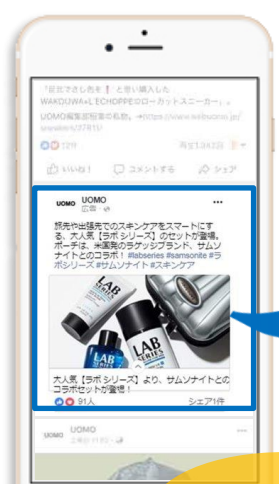 「足元でさし色を❗と思い購入した
WAKOUWA×L'ECHOPPEのローカットスニーカー」。
UOMO編集部
コメントする
シェア
UOMO
UOMO
広告
旅先や出張先でのスキンケアをスマートにす
る、大人気【ラボ シリーズ】のセットが登場。
ポーチは、米国発のラゲッジブランド、サムソ
ナイトとのコラボ！ #labseries #samsonite #ラ
ボシリーズ #サムソナイト #スキンケア
LAB
SERIES
LAB
SERIES
LAB
SERIES
大人気【ラボ シリーズ】より、サムソナイトとの
コラボセットが登場！
91人
シェア1件
UOMO
UOMO